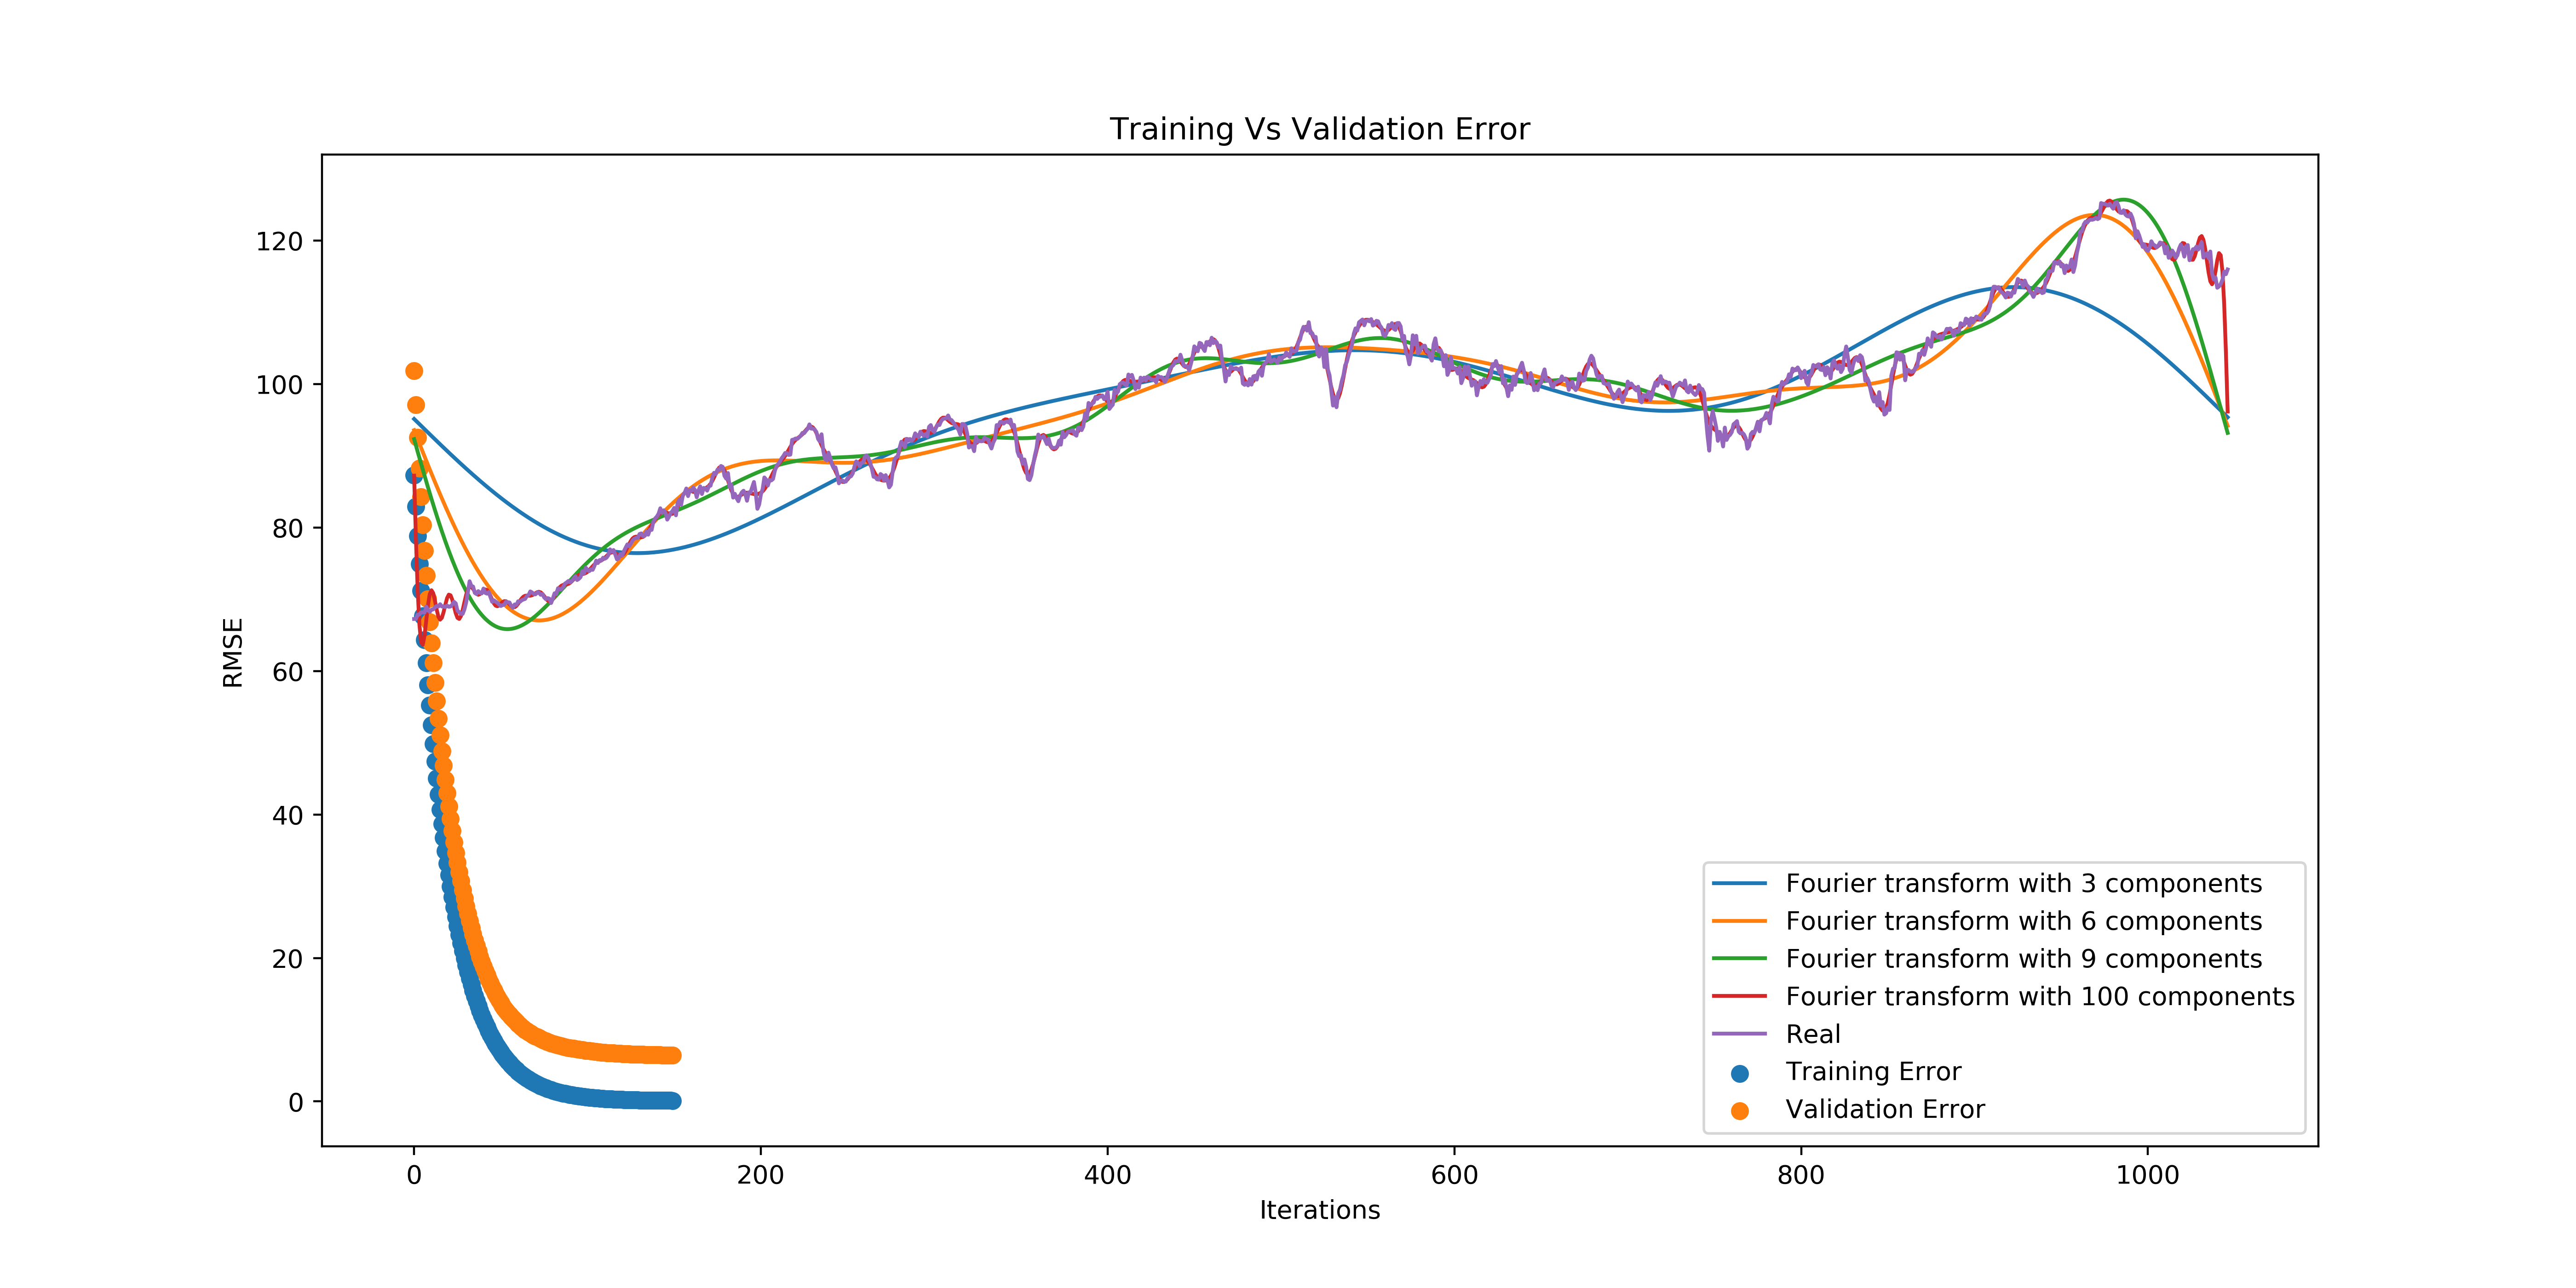 Training Vs Validation Error
RMSE
120
100
80
60
40
20
0
0 200 400 600 800 1000
Iterations
Fourier transform with 3 components
Fourier transform with 6 components
Fourier transform with 9 components
Fourier transform with 100 components
Real
Training Error
Validation Error